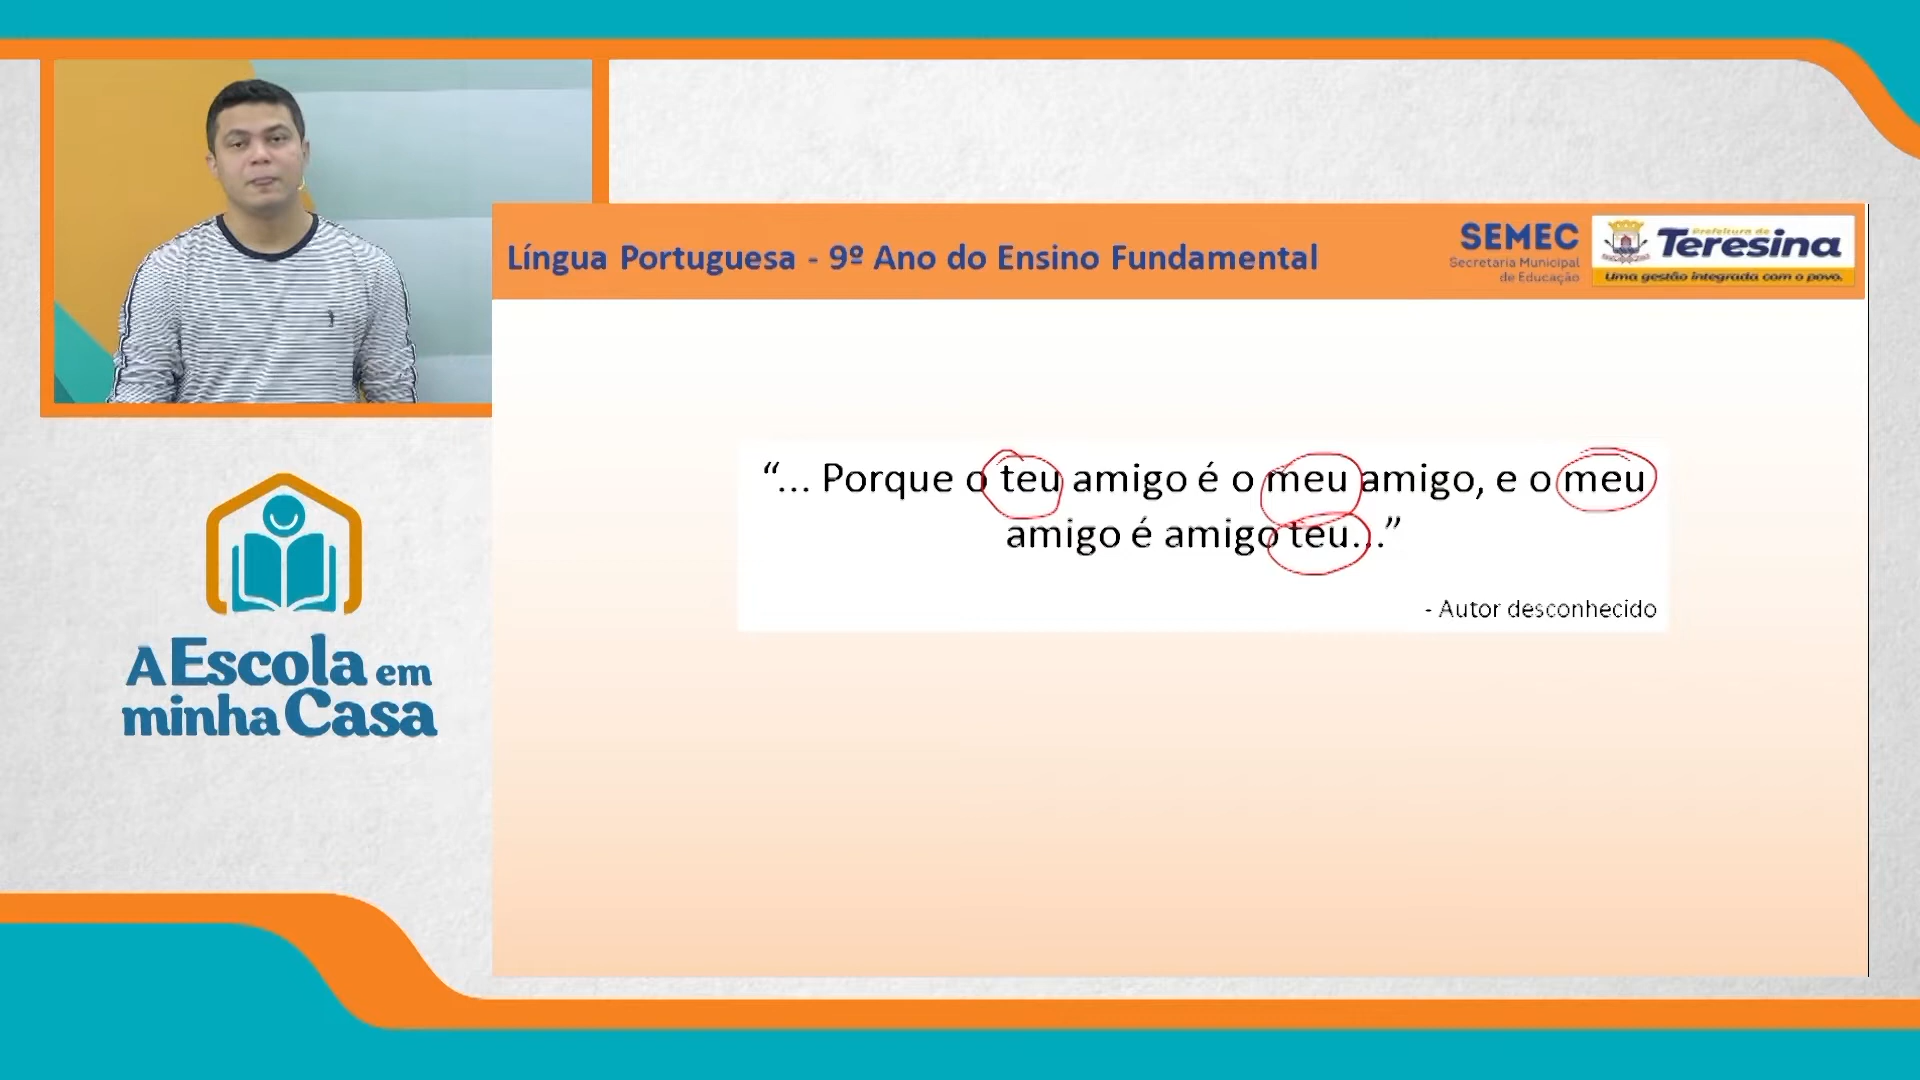 Língua Portuguesa - 9º Ano do Ensino Fundamental
SEMEC
Secretaria Municipal
de Educação
Prefeitura de
Teresina
Uma gestão integrada com o povo.
“... Porque o teu amigo é o meu amigo, e o meu
amigo é amigo teu...”
- Autor desconhecido
A Escola em
minha Casa